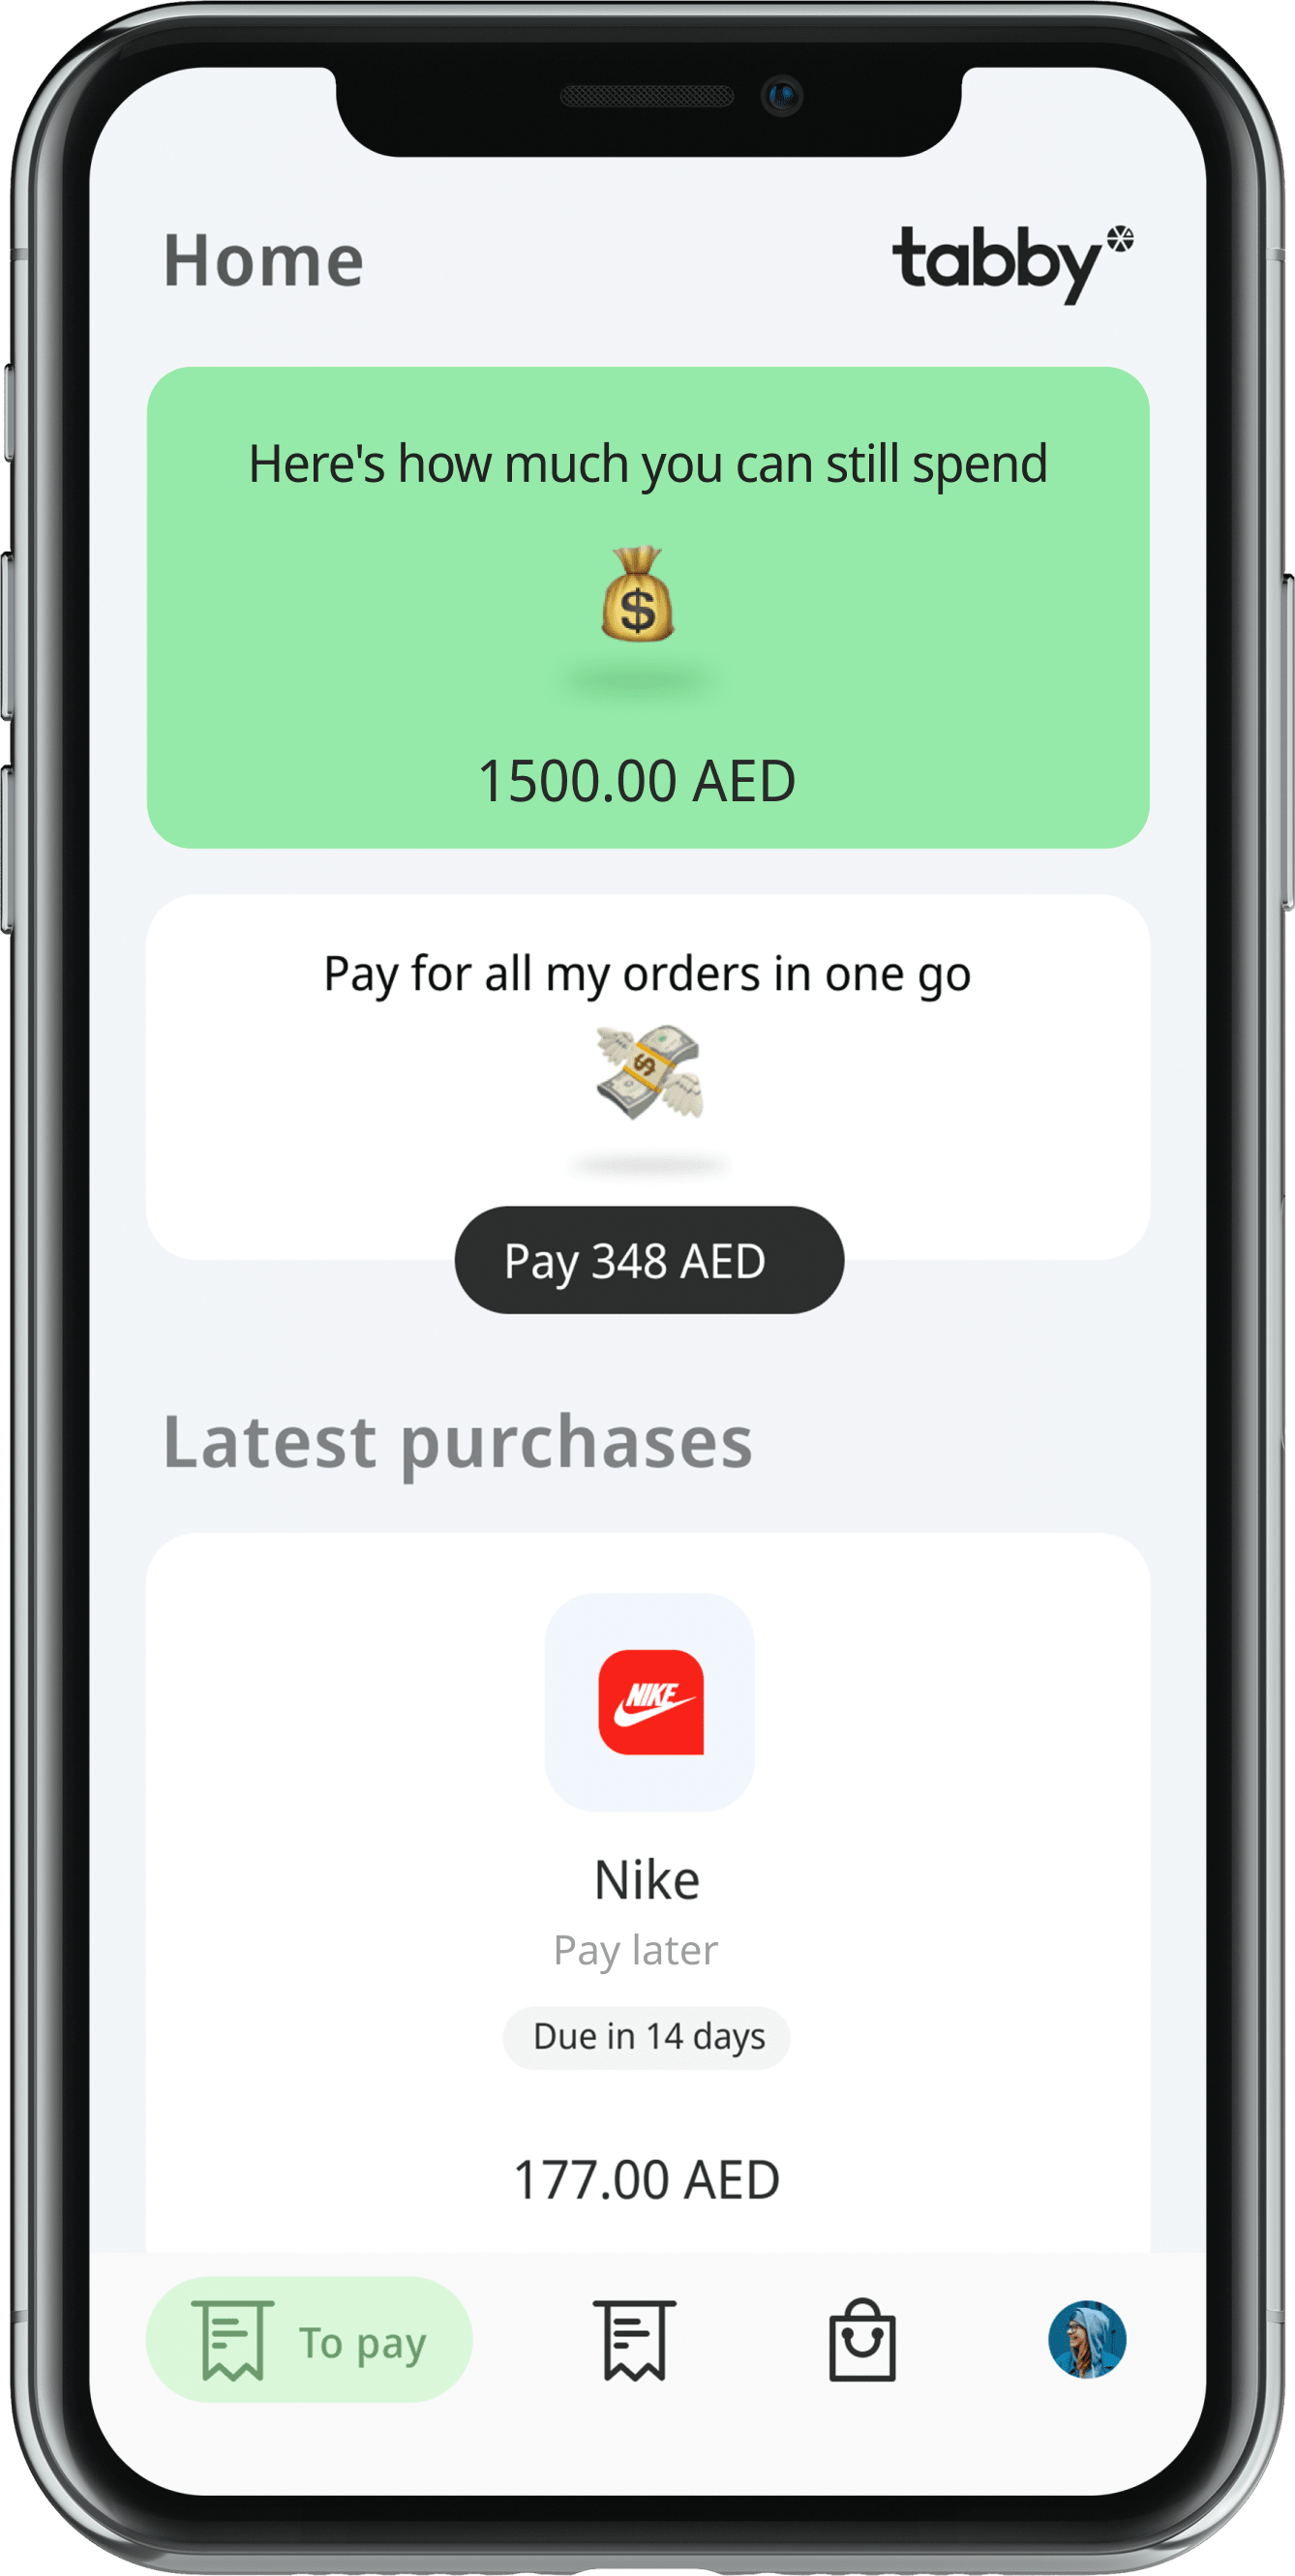 Home
tabby
Here's how much you can still spend
$
1500.00 AED
Pay for all my orders in one go
$
Pay 348 AED
Latest purchases
NIKE
Nike
Pay later
Due in 14 days
177.00 AED
To pay